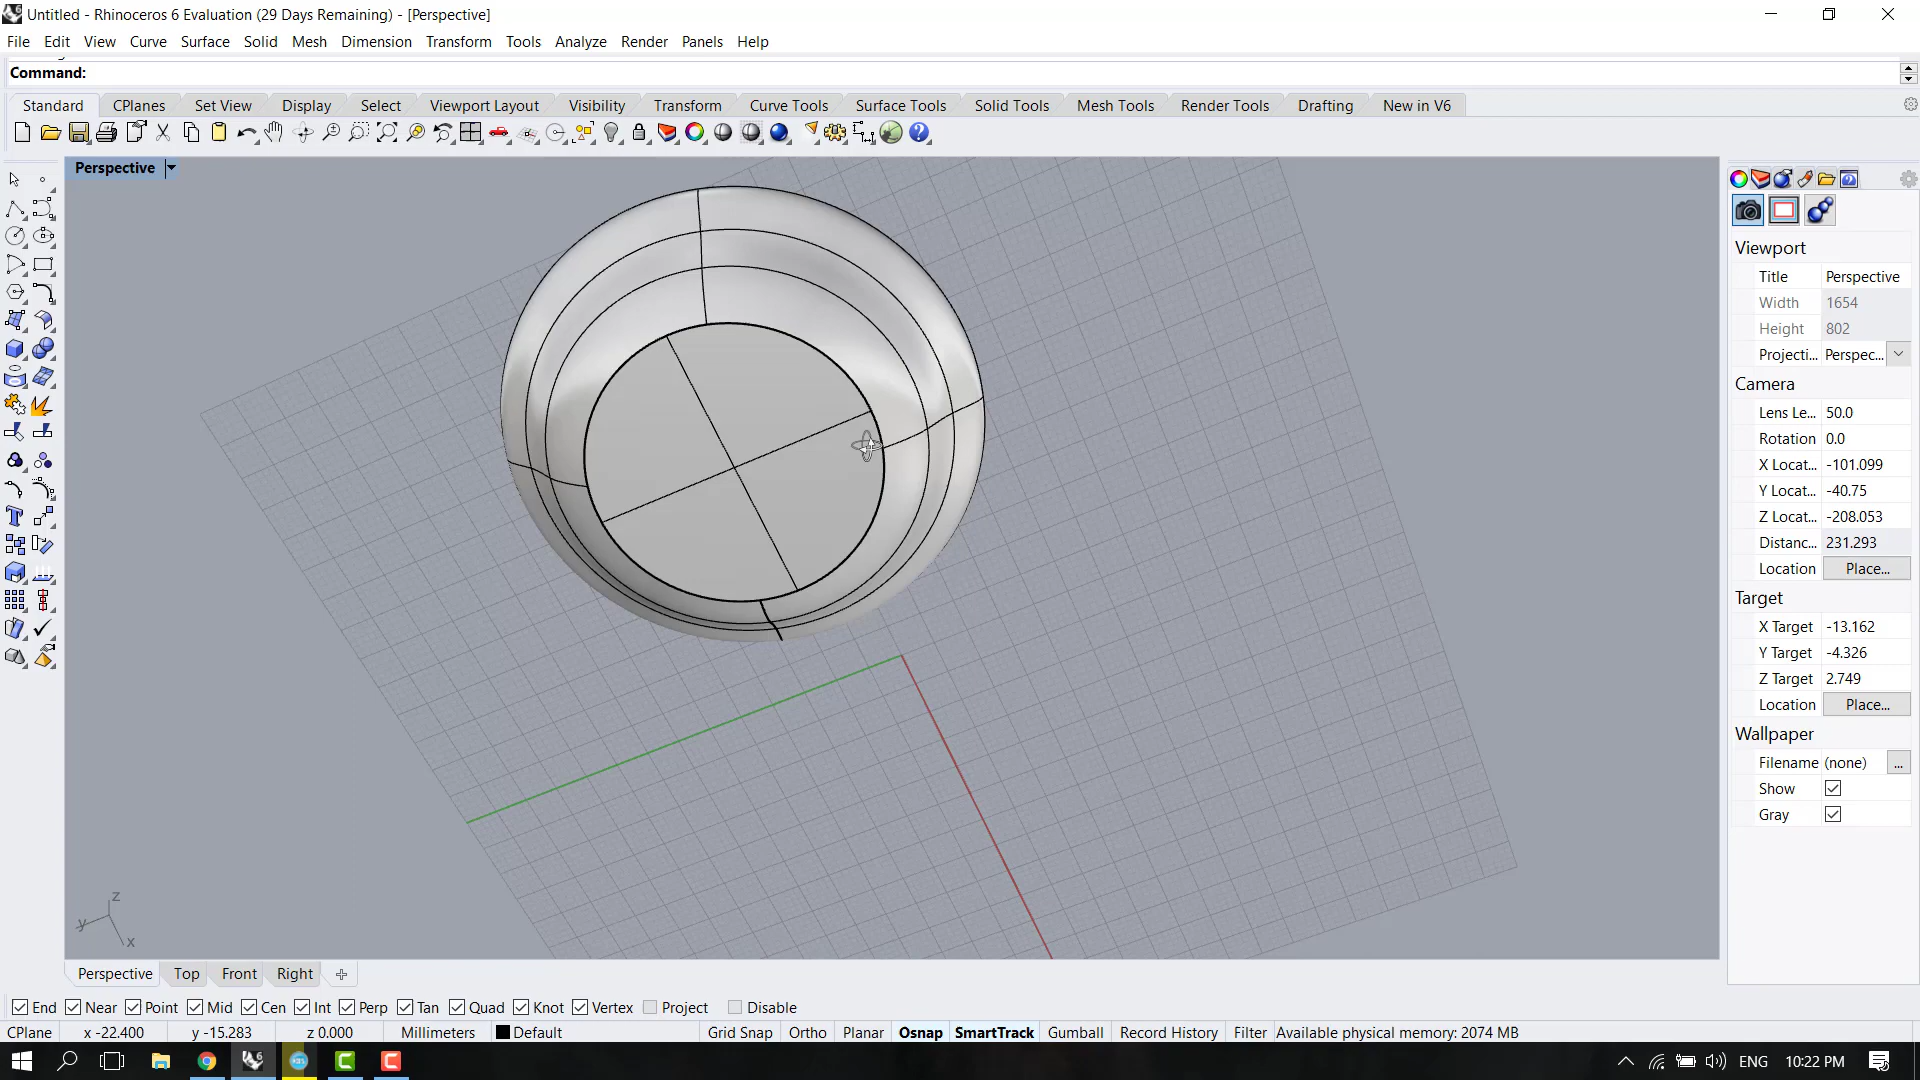 Untitled - Rhinoceros 6 Evaluation (29 Days Remaining) - [Perspective]
File Edit View Curve Surface Solid Mesh Dimension Transform Tools Analyze Render Panels Help
Command:
Standard CPlanes Set View Display Select Viewport Layout Visibility Transform Curve Tools Surface Tools Solid Tools Mesh Tools Render Tools Drafting New in V6
Perspective
Viewport
Title Perspective
Width 1654
Height 802
Projecti... Perspec...
Camera
Lens Le... 50.0
Rotation 0.0
X Locat... -101.099
Y Locat... -40.75
Z Locat... -208.053
Distanc... 231.293
Location Place...
Target
X Target -13.162
Y Target -4.326
Z Target 2.749
Location Place...
Wallpaper
Filename (none) ...
Show
Gray
z
y
x
Perspective Top Front Right
End Near Point Mid Cen Int Perp Tan Quad Knot Vertex Project Disable
CPlane x -22.400 y -15.283 z 0.000 Millimeters Default Grid Snap Ortho Planar Osnap SmartTrack Gumball Record History Filter Available physical memory: 2074 MB
ENG 10:22 PM